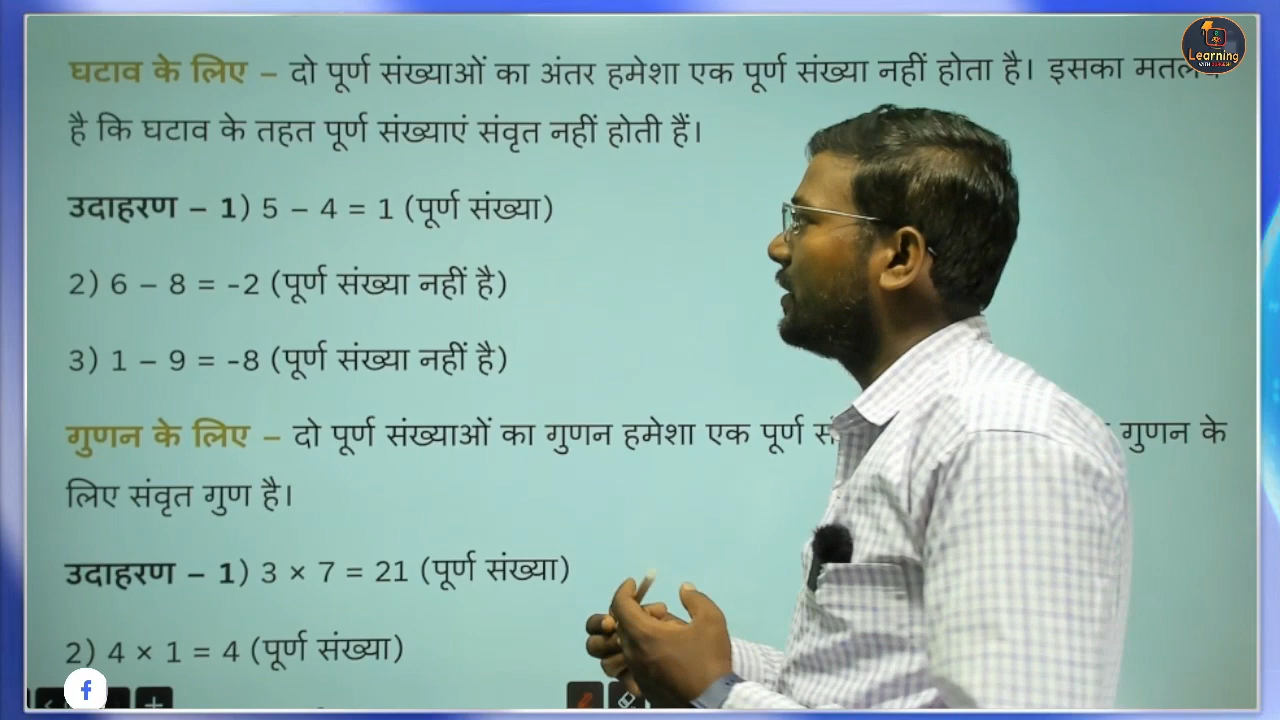 घटाव के लिए – दो पूर्ण संख्याओं का अंतर हमेशा एक पूर्ण संख्या नहीं होता है। इसका
है कि घटाव के तहत पूर्ण संख्याएं संवृत नहीं होती हैं।
उदाहरण – 1) 5 – 4 = 1 (पूर्ण संख्या)
2) 6 – 8 = -2 (पूर्ण संख्या नहीं है)
3) 1 – 9 = -8 (पूर्ण संख्या नहीं है)
गुणन के लिए – दो पूर्ण संख्याओं का गुणन हमेशा एक पूर्ण गुणन के
लिए संवृत गुण है।
उदाहरण – 1) 3 × 7 = 21 (पूर्ण संख्या)
2) 4 × 1 = 4 (पूर्ण संख्या)
Learning
f